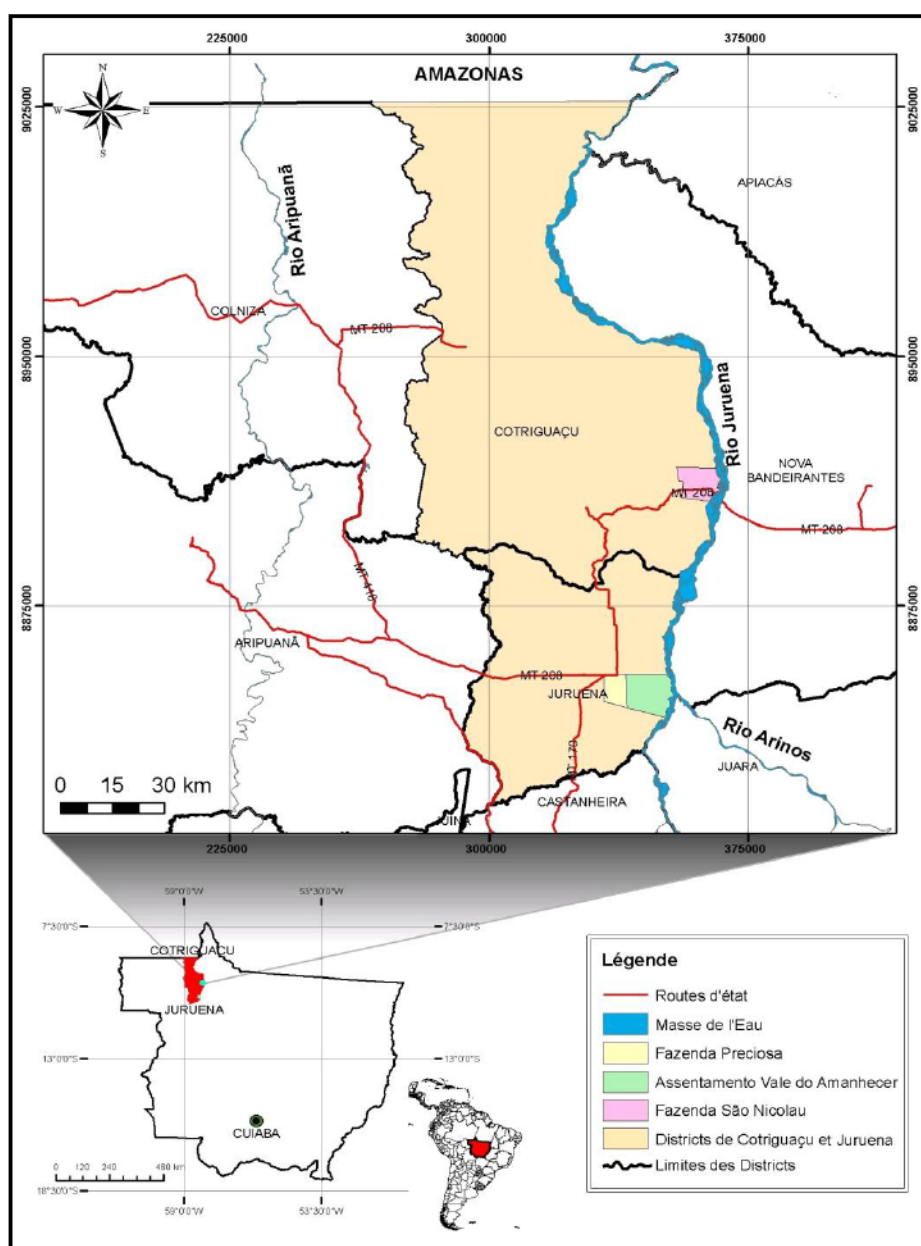 225000 300000 375000
AMAZONAS
N
W E
S
9025000 9025000
APIACÁS
Rio Aripuanã
COLNIZA
MT 208
8950000 8950000
Rio Juruena
COTRIGUAÇU
NOVA
BANDEIRANTES
MT 208
MT 208
MT 418
8875000 8875000
ARIPUANÃ
MT 208
JURUENA
Rio Arinos
JUARA
MT 170
0 15 30 km
CASTANHEIRA
225000 300000 375000
59°0'0"W 53°30'0"W
7°30'0"S 7°30'0"S
COTRIGUAÇU
JURUENA
13°0'0"S 13°0'0"S
CUIABA
0 120 240 480 km
18°30'0"S 18°30'0"S
59°0'0"W 53°30'0"W
Légende
Routes d'état
Masse de l'Eau
Fazenda Preciosa
Assentamento Vale do Amanhecer
Fazenda São Nicolau
Districts de Cotriguaçu et Juruena
Limites des Districts